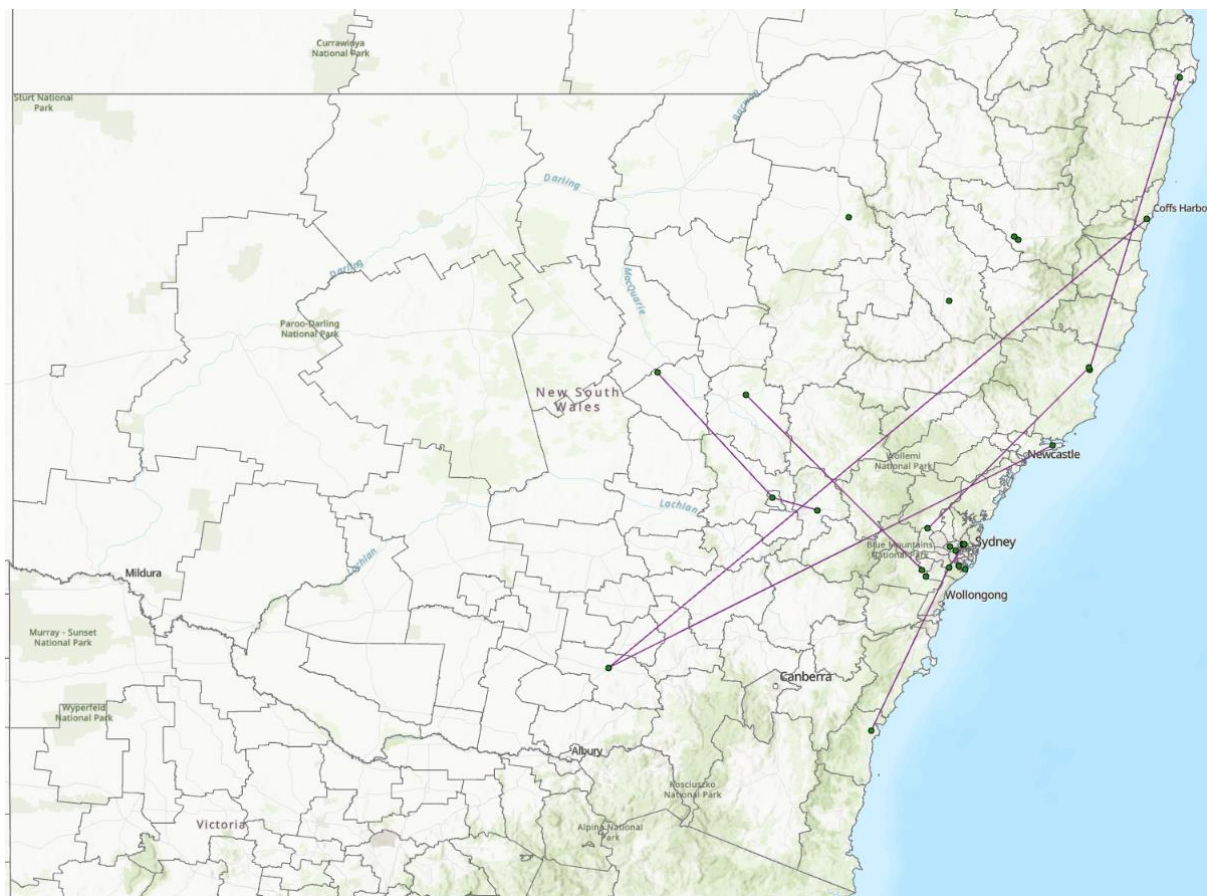 Currawinya
National Park
Sturt National
Park
Barwon
Darling
Coffs Harbo
Darling
Macquarie
Paroo-Darling
National Park
New South
Wales
Wollemi
National Park
Newcastle
Lachlan
Sydney
Blue Mountains
National Park
Lachlan
Mildura
Wollongong
Murray - Sunset
National Park
Canberra
Wyperfeld
National Park
Albury
Kosciuszko
National Park
Victoria
Alpine National
Park